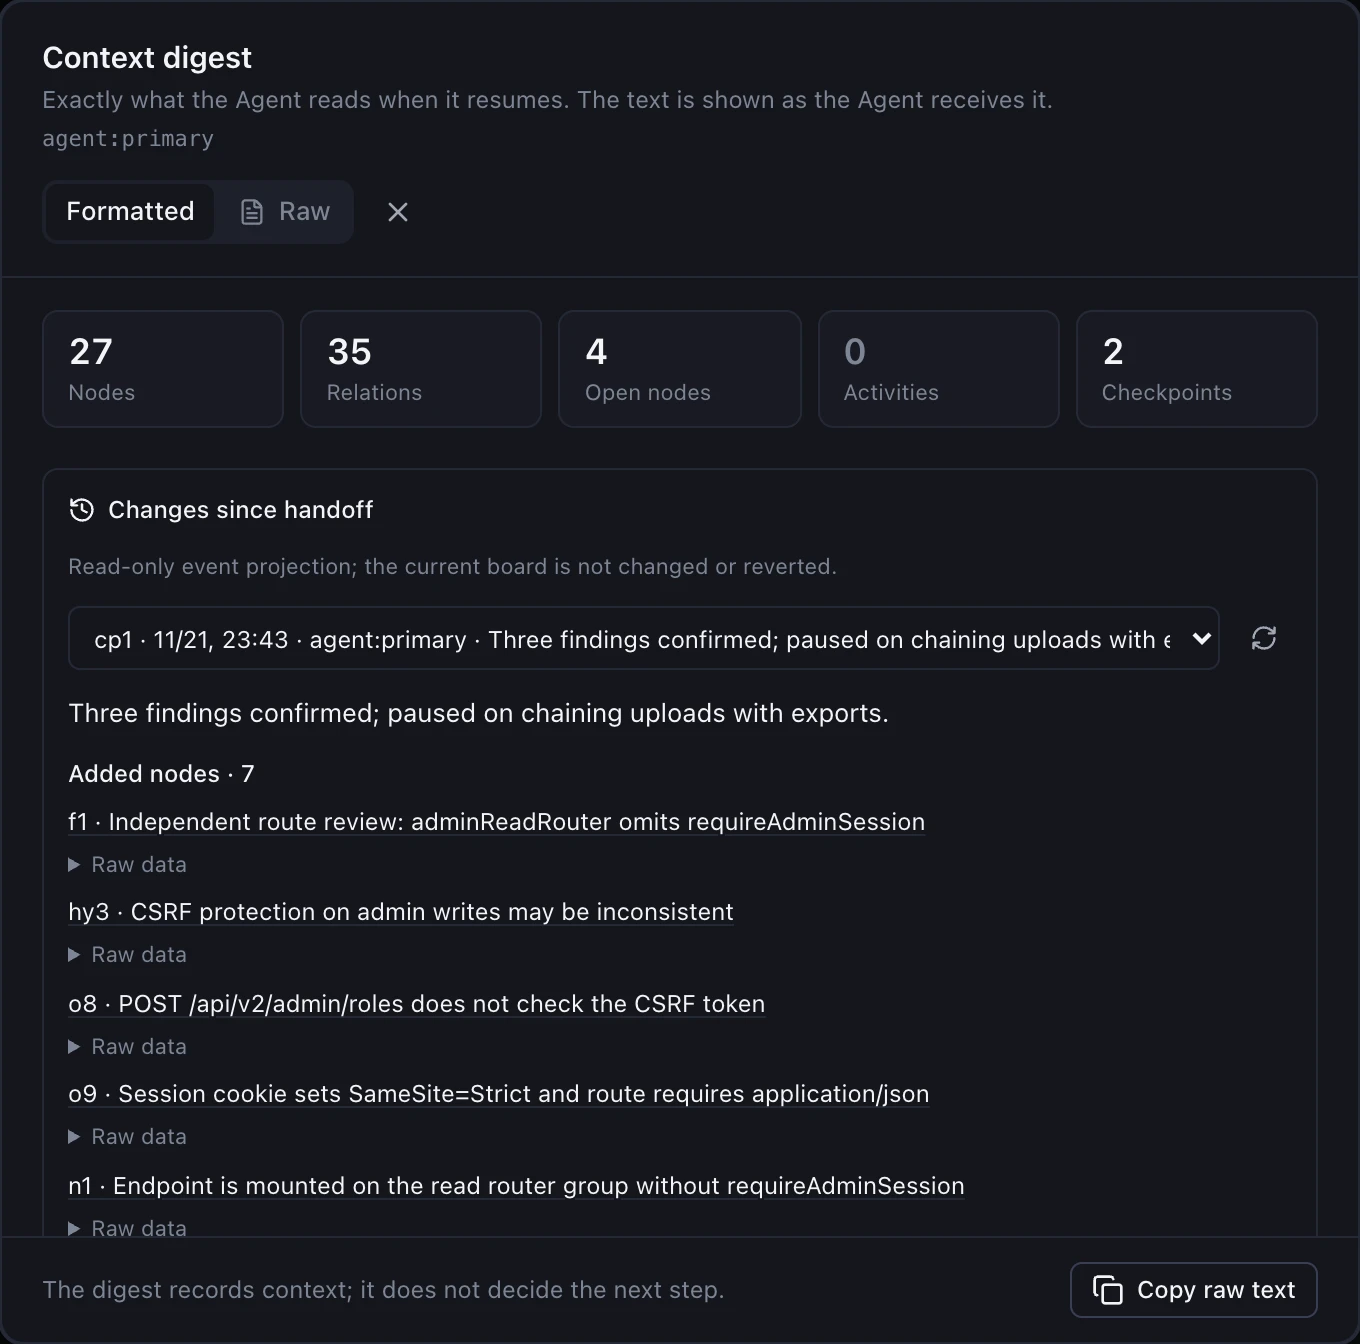 Context digest
Exactly what the Agent reads when it resumes. The text is shown as the Agent receives it.
agent:primary
Formatted
Raw
27
Nodes
35
Relations
4
Open nodes
0
Activities
2
Checkpoints
Changes since handoff
Read-only event projection; the current board is not changed or reverted.
cp1 · 11/21, 23:43 · agent:primary · Three findings confirmed; paused on chaining uploads with
Three findings confirmed; paused on chaining uploads with exports.
Added nodes · 7
f1 · Independent route review: adminReadRouter omits requireAdminSession
Raw data
hy3 · CSRF protection on admin writes may be inconsistent
Raw data
o8 · POST /api/v2/admin/roles does not check the CSRF token
Raw data
o9 · Session cookie sets SameSite=Strict and route requires application/json
Raw data
n1 · Endpoint is mounted on the read router group without requireAdminSession
Raw data
The digest records context; it does not decide the next step.
Copy raw text